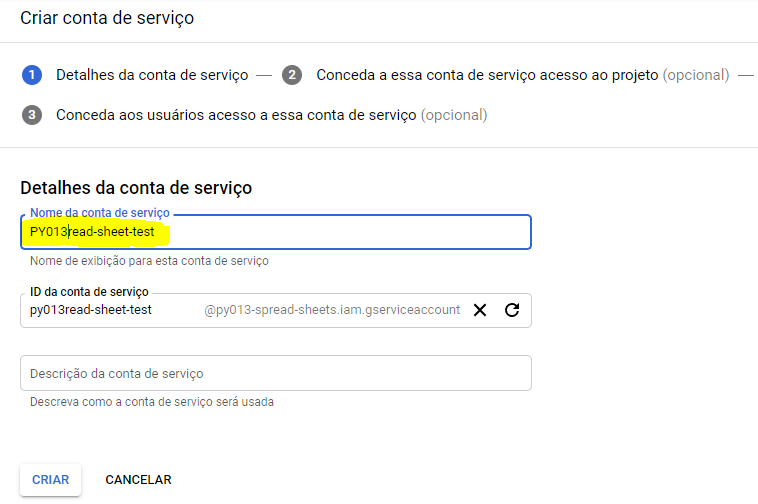 Criar conta de serviço
1 Detalhes da conta de serviço — 2 Conceda a essa conta de serviço acesso ao projeto (opcional) —
3 Conceda aos usuários acesso a essa conta de serviço (opcional)
Detalhes da conta de serviço
Nome da conta de serviço
PY013read-sheet-test
Nome de exibição para esta conta de serviço
ID da conta de serviço
py013read-sheet-test @py013-spread-sheets.iam.gserviceaccount
Descrição da conta de serviço
Descreva como a conta de serviço será usada
CRIAR CANCELAR